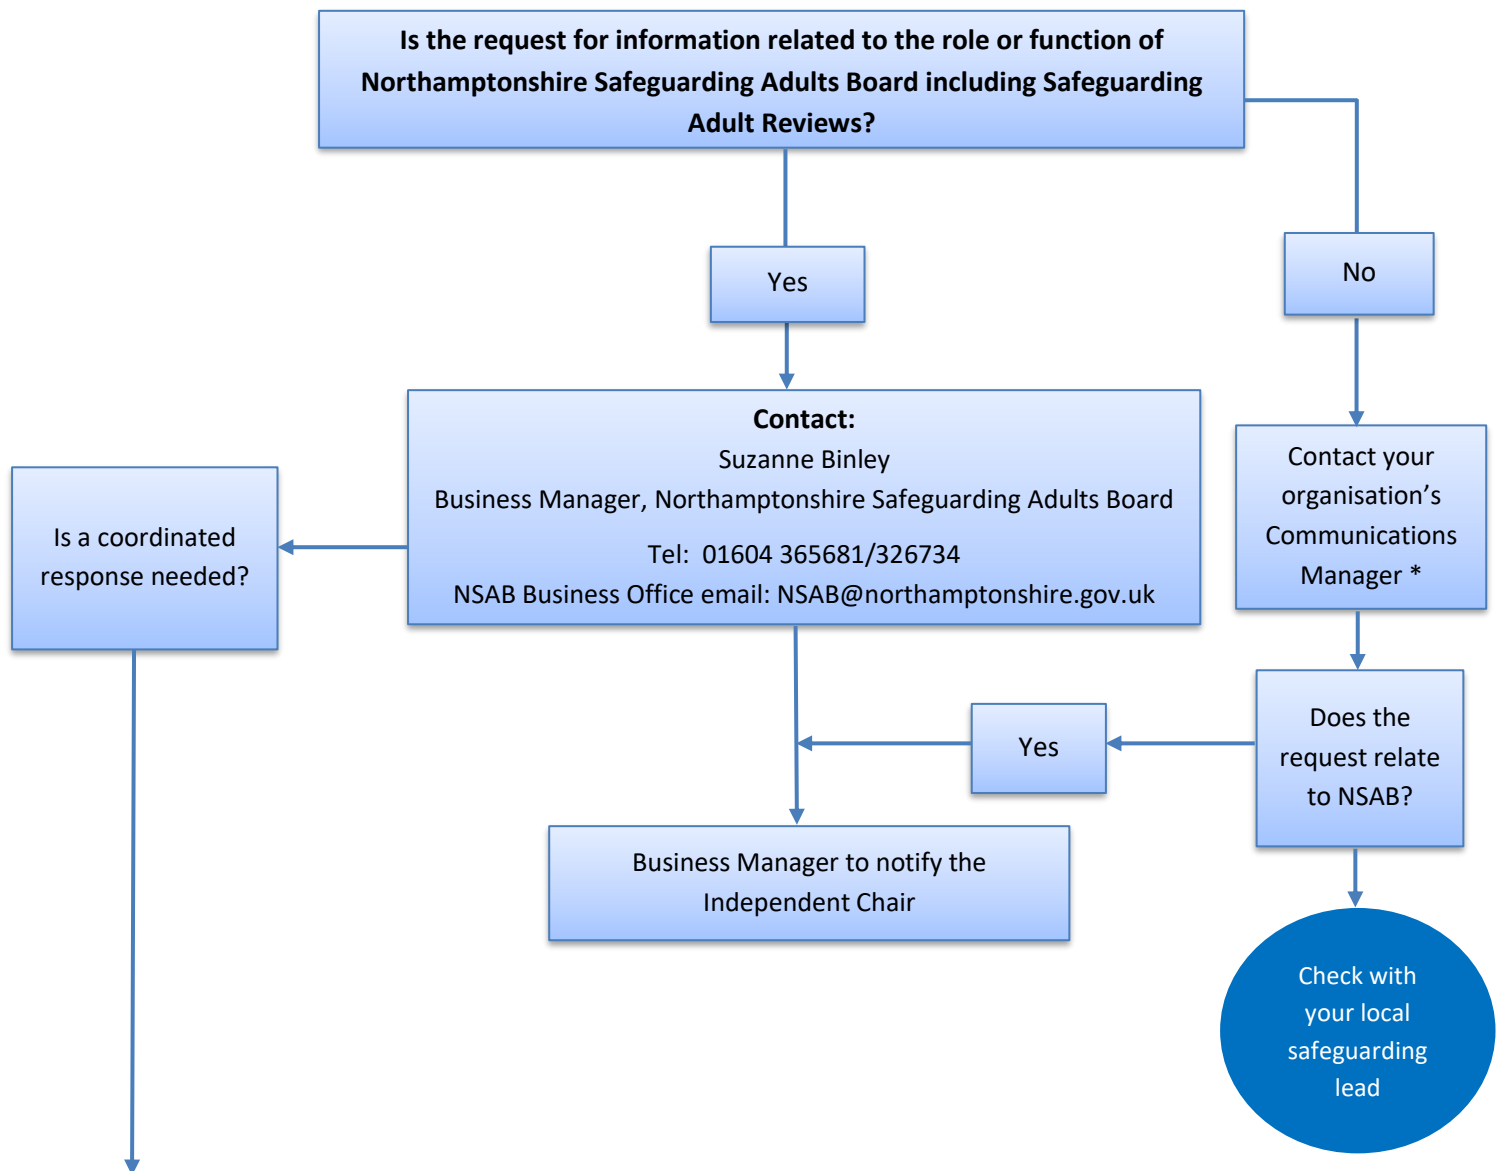 Is the request for information related to the role or function of
Northamptonshire Safeguarding Adults Board including Safeguarding
Adult Reviews?
Yes
No
Contact:
Suzanne Binley
Business Manager, Northamptonshire Safeguarding Adults Board
Tel:  01604 365681/326734
NSAB Business Office email: NSAB@northamptonshire.gov.uk
Contact your
organisation’s
Communications
Manager *
Is a coordinated
response needed?
Does the
request relate
to NSAB?
Yes
Business Manager to notify the
Independent Chair
Check with
your local
safeguarding
lead